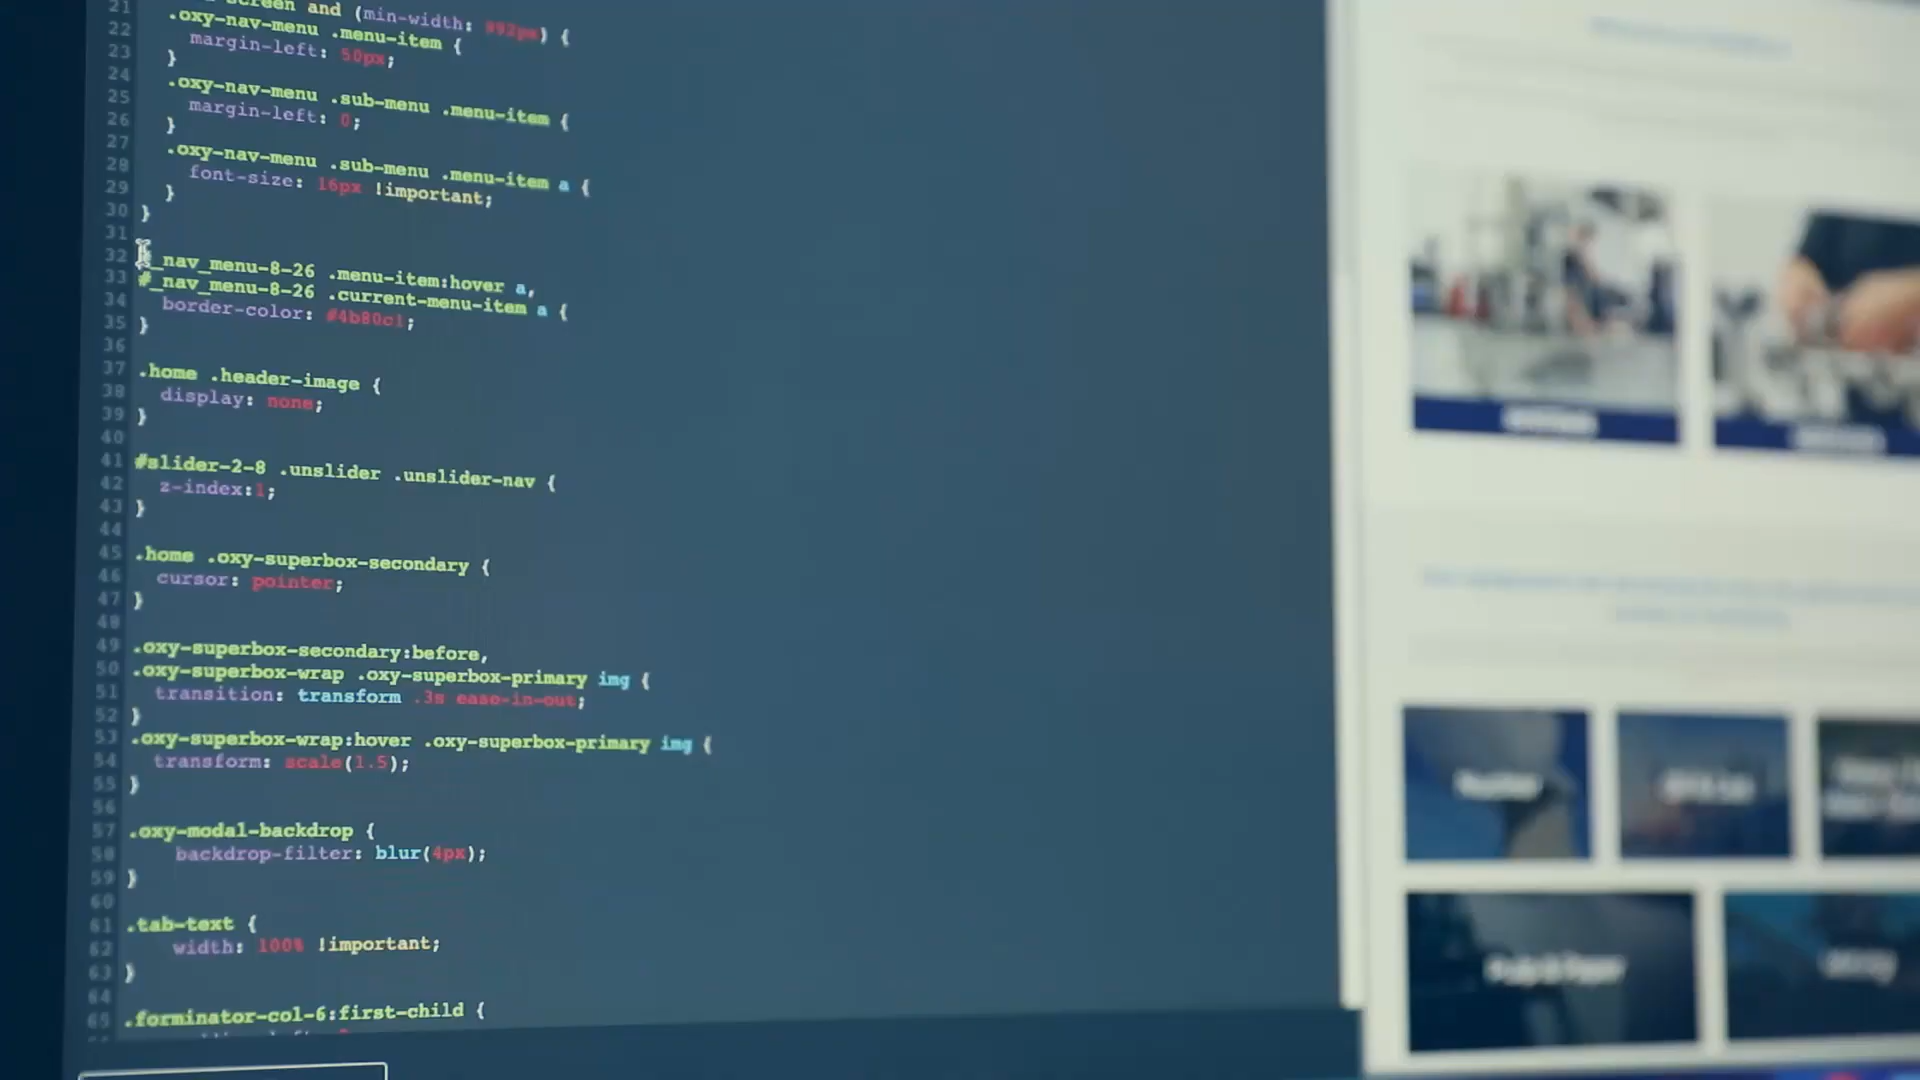 21 screen and (min-width: 992px) {
22 .oxy-nav-menu .menu-item {
23 margin-left: 50px;
24 }
25 .oxy-nav-menu .sub-menu .menu-item {
26 margin-left: 0;
27 }
28 .oxy-nav-menu .sub-menu .menu-item a {
29 font-size: 16px !important;
30 }
31 }
32
33 #_nav_menu-8-26 .menu-item:hover a,
34 #_nav_menu-8-26 .current-menu-item a {
35 border-color: #4b80c1;
36 }
37 .home .header-image {
38 display: none;
39 }
40
41 #slider-2-8 .unslider .unslider-nav {
42 z-index:1;
43 }
44
45 .home .oxy-superbox-secondary {
46 cursor: pointer;
47 }
48
49 .oxy-superbox-secondary:before,
50 .oxy-superbox-wrap .oxy-superbox-primary img {
51 transition: transform .3s ease-in-out;
52 }
53 .oxy-superbox-wrap:hover .oxy-superbox-primary img {
54 transform: scale(1.5);
55 }
56
57 .oxy-modal-backdrop {
58 backdrop-filter: blur(4px);
59 }
60
61 .tab-text {
62 width: 100% !important;
63 }
64
65 .forminator-col-6:first-child {